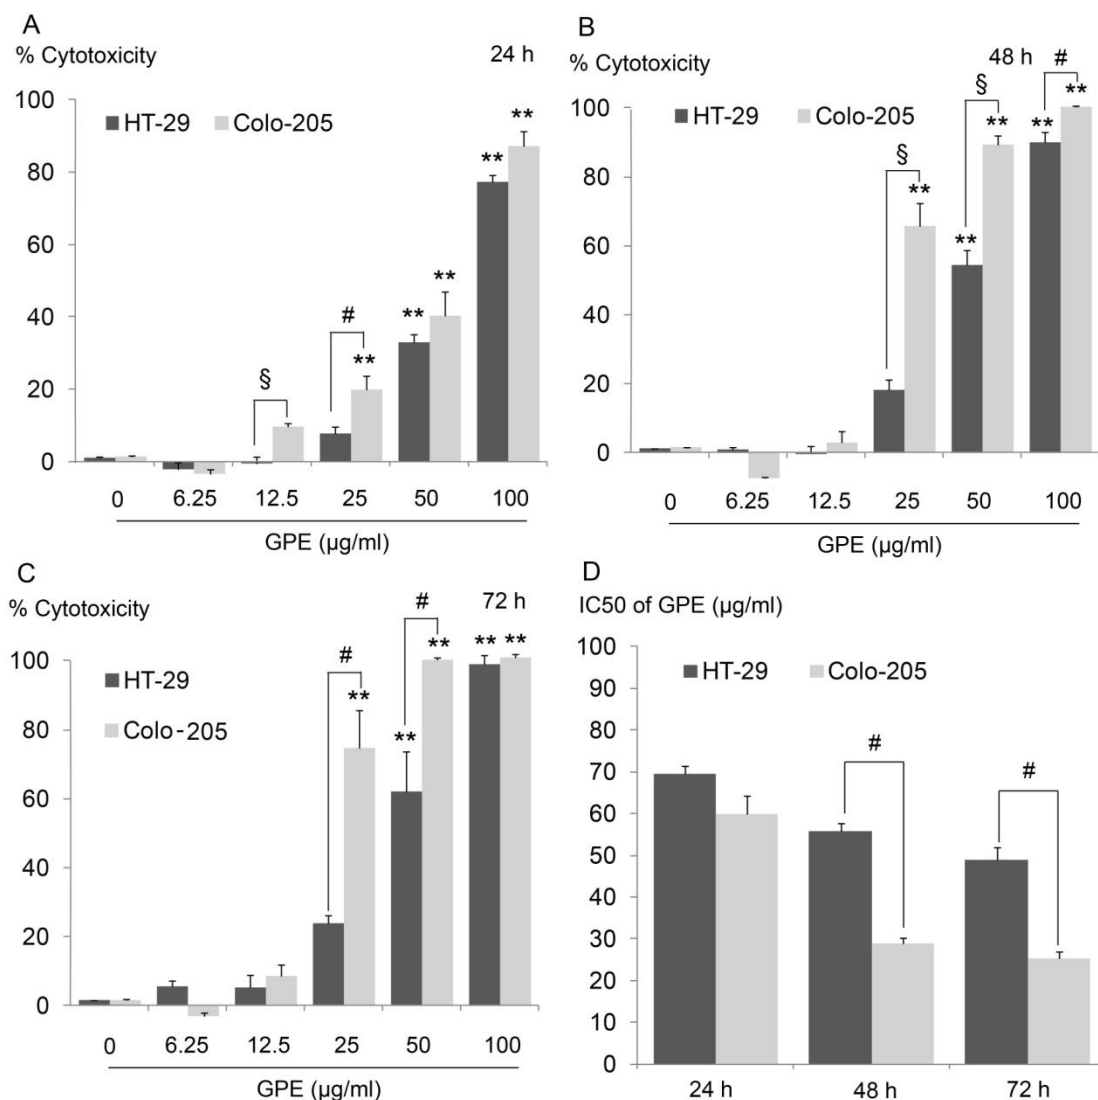 A
% Cytotoxicity 24 h
100
HT-29 Colo-205 **
**
80
60
**
40 **
#
**
20 §
0
0 6.25 12.5 25 50 100
GPE (µg/ml)
B
% Cytotoxicity 48 h #
§ **
100 **
HT-29 Colo-205 **
§
80 **
60 **
40
20
0
0 6.25 12.5 25 50 100
GPE (µg/ml)
C
% Cytotoxicity # 72 h
** ** **
100 #
HT-29
**
80 Colo-205 **
60
40
20
0
0 6.25 12.5 25 50 100
GPE (µg/ml)
D
IC50 of GPE (µg/ml)
100
HT-29 Colo-205
90
80
# #
70
60
50
40
30
20
10
0
24 h 48 h 72 h